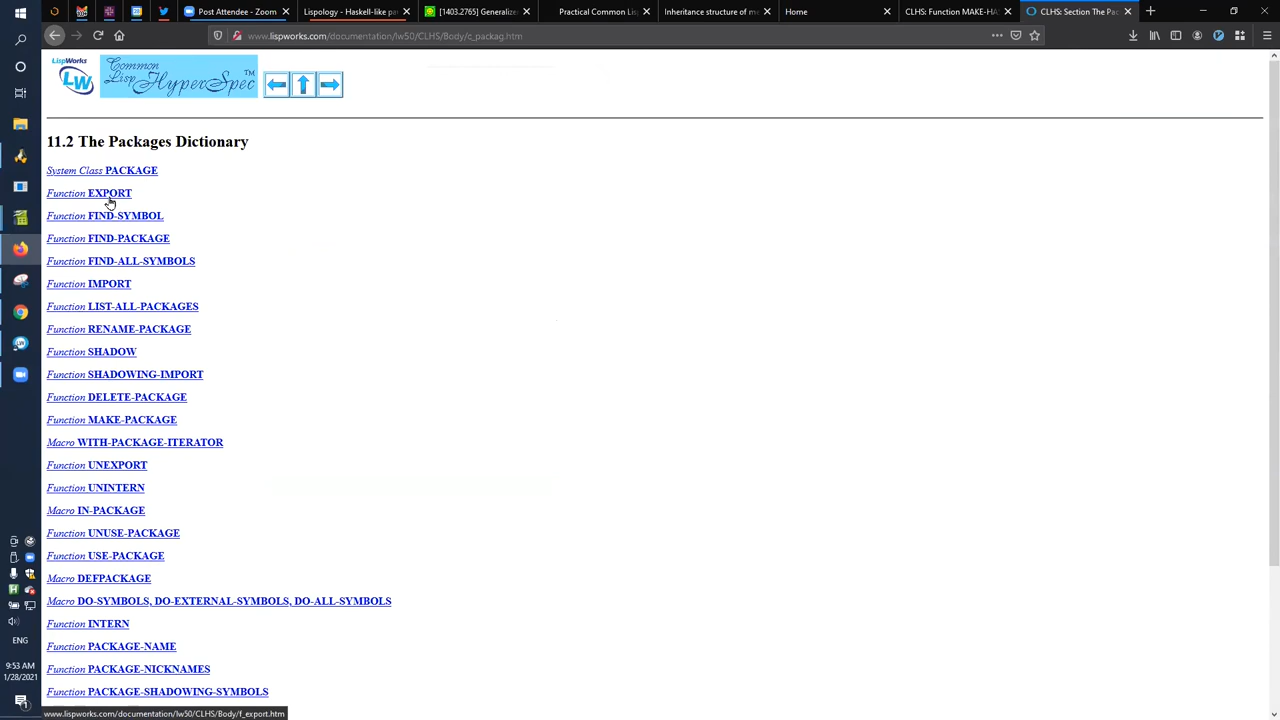 Post Attendee - Zoom
Lispology - Haskell-like pa
[1403.2765] Generalize
Practical Common Lis
Inheritance structure of m
Home
CLHS: Function MAKE-HA
CLHS: Section The Pac
www.lispworks.com/documentation/lw50/CLHS/Body/c_packag.htm
LispWorks
LW
Common Lisp HyperSpec TM
11.2 The Packages Dictionary
System Class PACKAGE
Function EXPORT
Function FIND-SYMBOL
Function FIND-PACKAGE
Function FIND-ALL-SYMBOLS
Function IMPORT
Function LIST-ALL-PACKAGES
Function RENAME-PACKAGE
Function SHADOW
Function SHADOWING-IMPORT
Function DELETE-PACKAGE
Function MAKE-PACKAGE
Macro WITH-PACKAGE-ITERATOR
Function UNEXPORT
Function UNINTERN
Macro IN-PACKAGE
Function UNUSE-PACKAGE
Function USE-PACKAGE
Macro DEFPACKAGE
Macro DO-SYMBOLS, DO-EXTERNAL-SYMBOLS, DO-ALL-SYMBOLS
Function INTERN
Function PACKAGE-NAME
Function PACKAGE-NICKNAMES
Function PACKAGE-SHADOWING-SYMBOLS
www.lispworks.com/documentation/lw50/CLHS/Body/f_export.htm
ENG
9:53 AM
1/28/2021